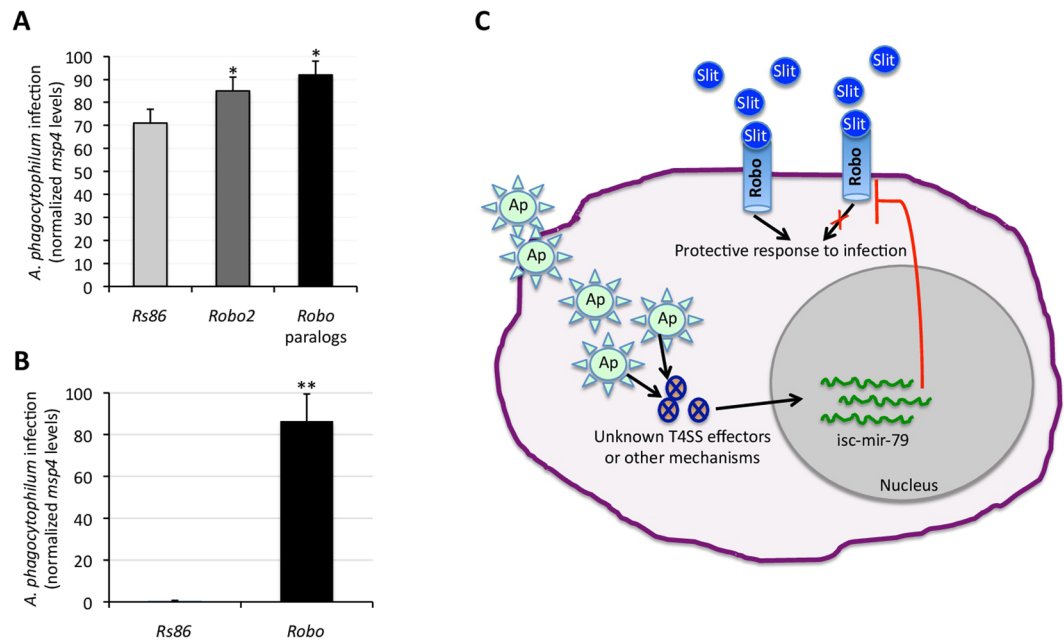 A
A. phagocytophilum infection
(normalized msp4 levels)
100
90
80
70
60
50
40
30
20
10
0
*
*
Rs86
Robo2
Robo
paralogs
B
A. phagocytophilum infection
(normalized msp4 levels)
100
80
60
40
20
0
**
Rs86
Robo
C
Slit
Slit
Slit
Slit
Slit
Slit
Slit
Robo
Robo
Protective response to infection
Ap
Ap
Ap
Ap
Ap
Unknown T4SS effectors
or other mechanisms
isc-mir-79
Nucleus